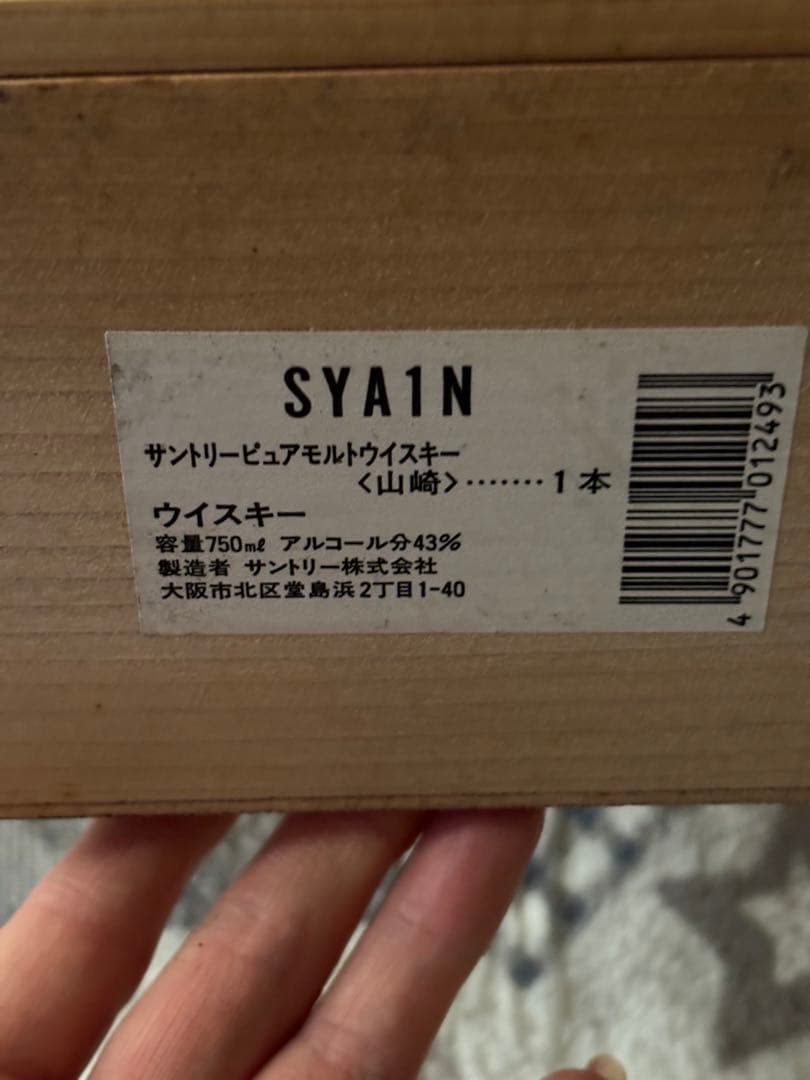 SYA1N
サントリーピュアモルトウイスキー
〈山崎〉‥‥‥‥1本
ウイスキー
容量750㎖ アルコール分43%
製造者 サントリー株式会社
大阪市北区堂島浜2丁目1-40
4 901777 012493